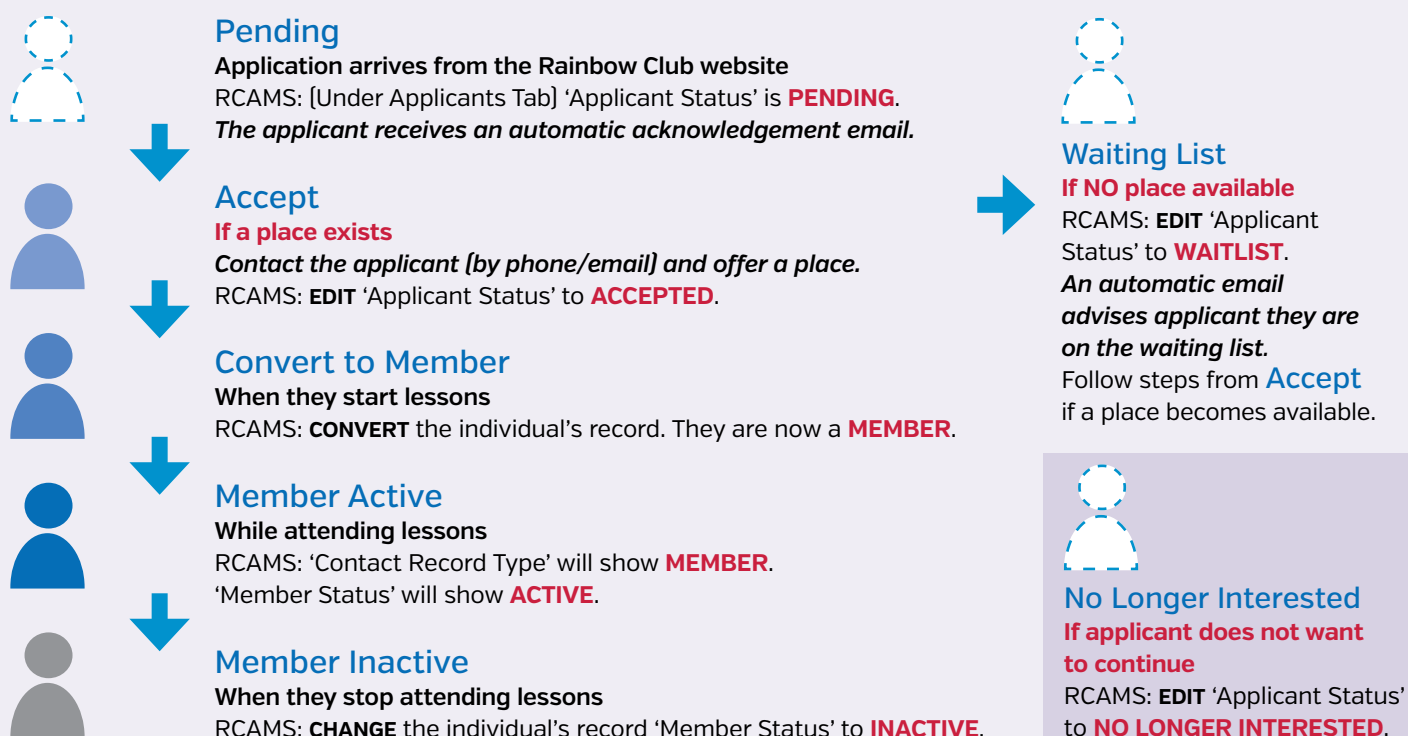 Pending
Application arrives from the Rainbow Club website
RCAMS: (Under Applicants Tab) ‘Applicant Status’ is PENDING.
The applicant receives an automatic acknowledgement email.
Accept
If a place exists
Contact the applicant (by phone/email) and offer a place.
RCAMS: EDIT ‘Applicant Status’ to ACCEPTED.
Convert to Member
When they start lessons
RCAMS: CONVERT the individual’s record. They are now a MEMBER.
Member Active
While attending lessons
RCAMS: ‘Contact Record Type’ will show MEMBER.
‘Member Status’ will show ACTIVE.
Member Inactive
When they stop attending lessons
RCAMS: CHANGE the individual’s record ‘Member Status’ to INACTIVE.
Waiting List
If NO place available
RCAMS: EDIT ‘Applicant
Status’ to WAITLIST.
An automatic email
advises applicant they are
on the waiting list.
Follow steps from Accept
if a place becomes available.
No Longer Interested
If applicant does not want
to continue
RCAMS: EDIT ‘Applicant Status’
to NO LONGER INTERESTED.